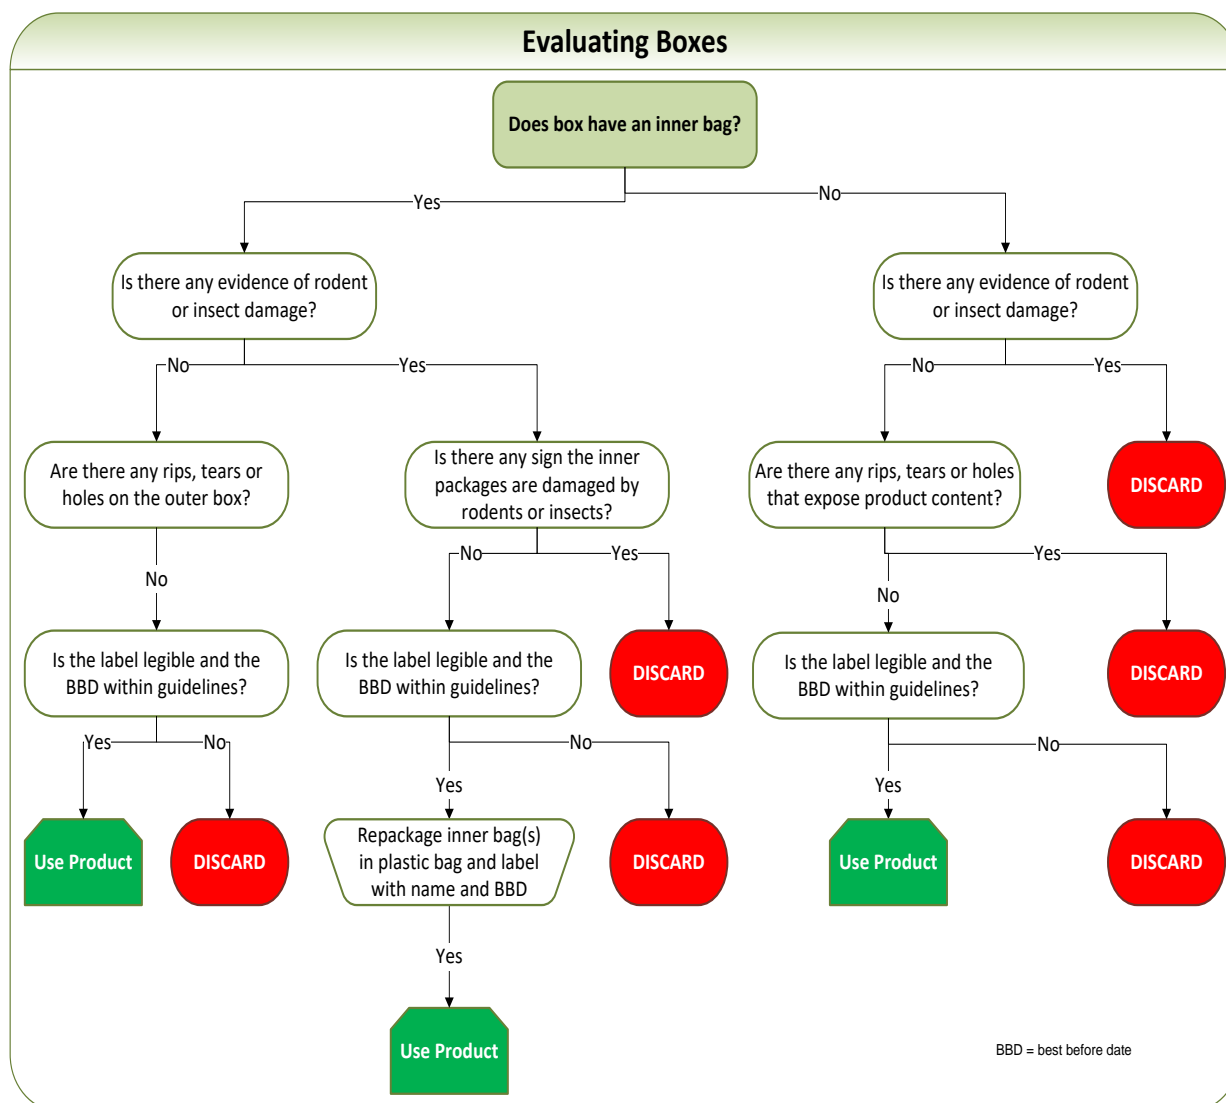 Evaluating Boxes
Does box have an inner bag?
Yes
No
Is there any evidence of rodent
or insect damage?
Is there any evidence of rodent
or insect damage?
No
Yes
No
Yes
Are there any rips, tears or
holes on the outer box?
Is there any sign the inner
packages are damaged by
rodents or insects?
Are there any rips, tears or holes
that expose product content?
DISCARD
No
No
Yes
No
Yes
Is the label legible and the
BBD within guidelines?
Is the label legible and the
BBD within guidelines?
DISCARD
Is the label legible and the
BBD within guidelines?
DISCARD
Yes
No
Yes
No
Yes
No
Use Product
DISCARD
Repackage inner bag(s)
in plastic bag and label
with name and BBD
DISCARD
Use Product
DISCARD
Yes
Use Product
BBD = best before date